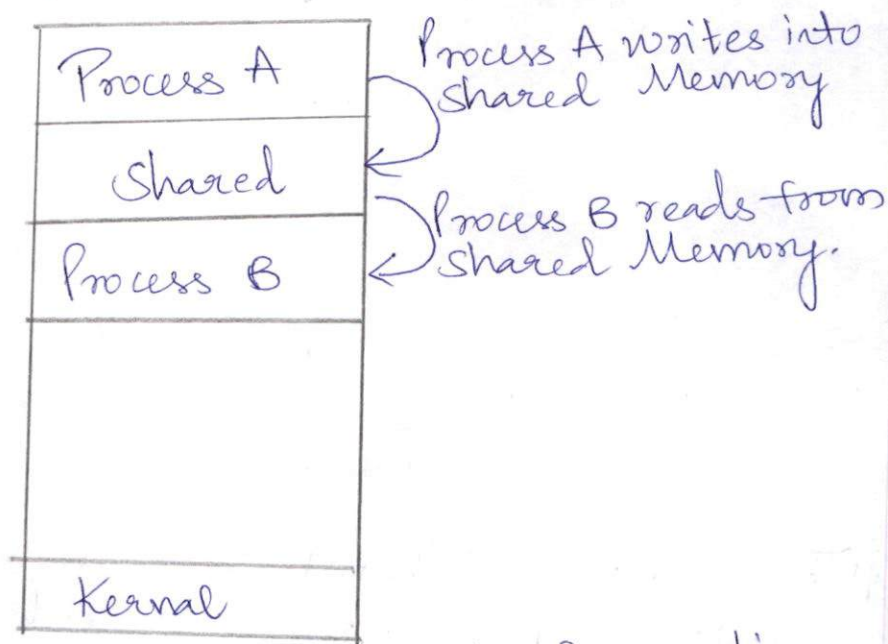 Process A
Process A writes into
Shared Memory
Shared
Process B reads from
Shared Memory.
Process B
Kernal